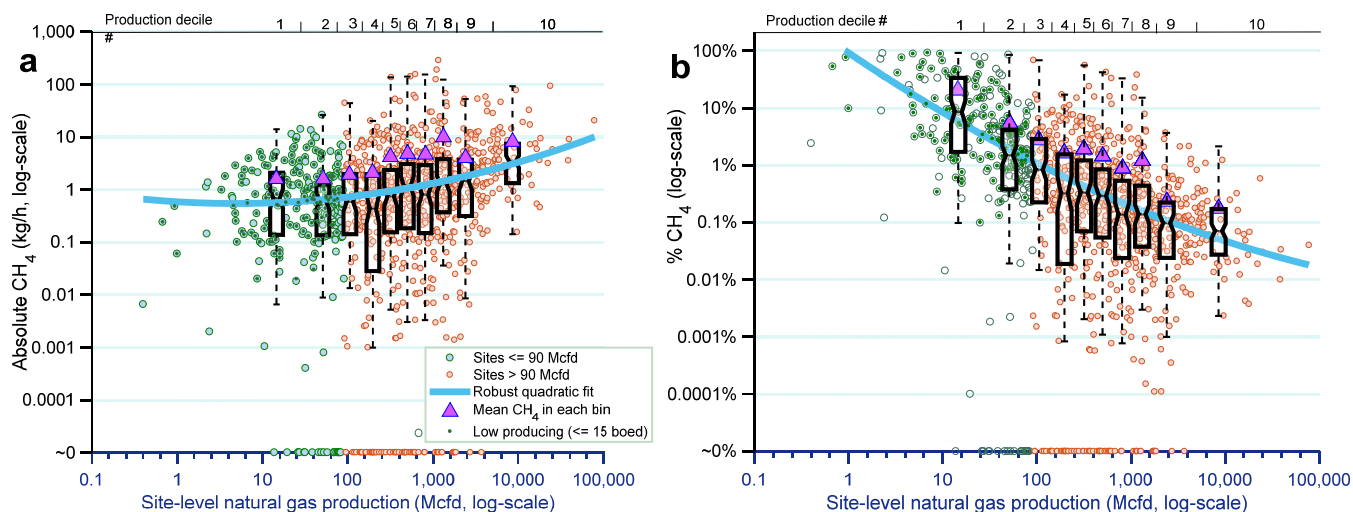 Production decile
#
1 2 3 4 5 6 7 8 9 10
a
1,000
100
10
1
0.1
0.01
0.001
0.0001
~0
Absolute CH4 (kg/h, log-scale)
0.1 1 10 100 1,000 10,000 100,000
Site-level natural gas production (Mcfd, log-scale)
Sites <= 90 Mcfd
Sites > 90 Mcfd
Robust quadratic fit
Mean CH4 in each bin
Low producing (<= 15 boed)
Production decile # 1 2 3 4 5 6 7 8 9 10
b
100%
10%
1%
0.1%
0.01%
0.001%
0.0001%
~0%
% CH4 (log-scale)
0.1 1 10 100 1,000 10,000 100,000
Site-level natural gas production (Mcfd, log-scale)